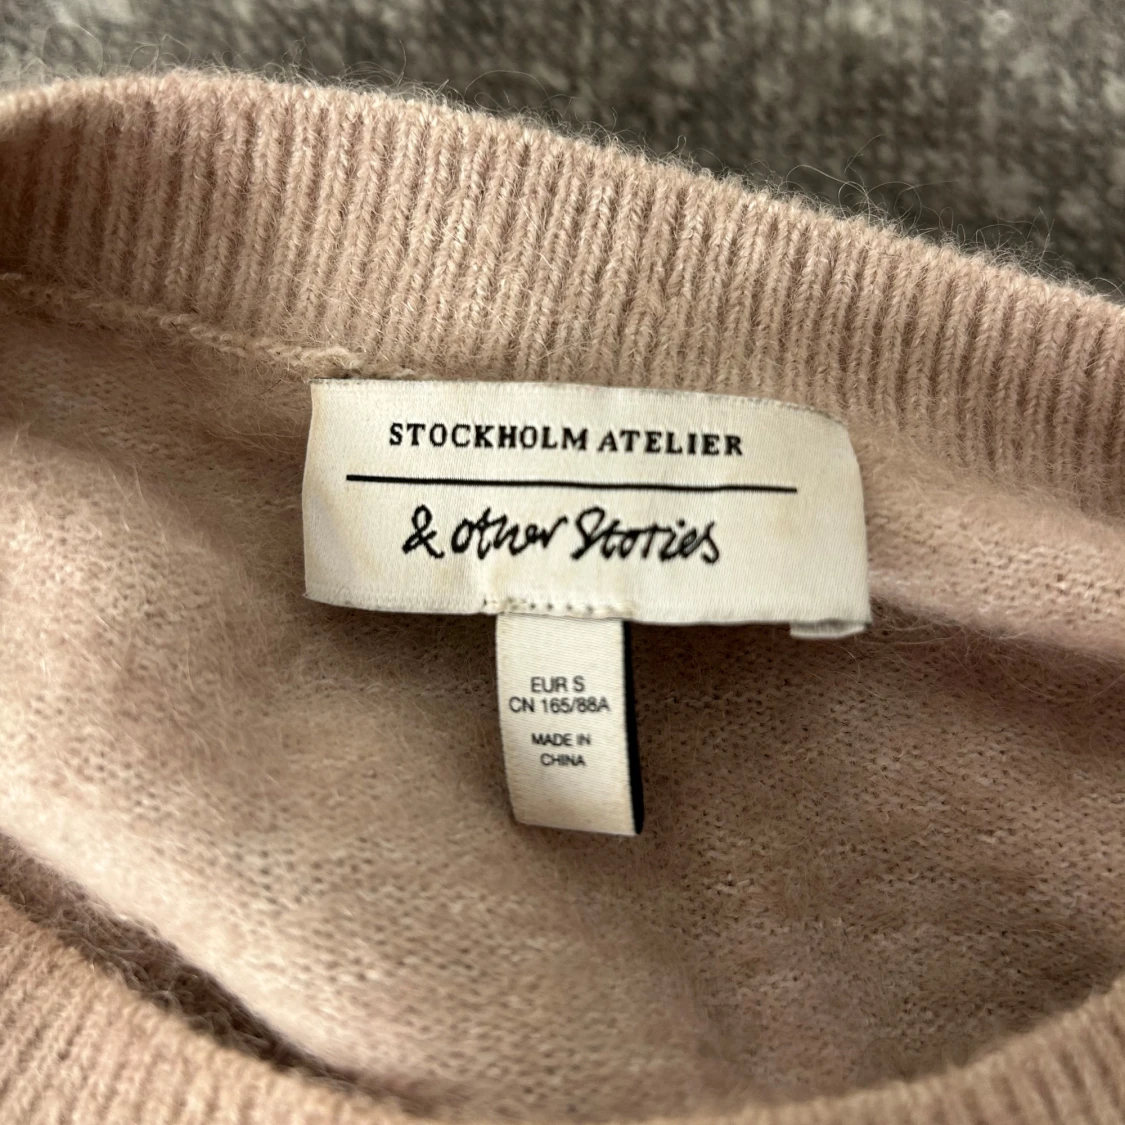 STOCKHOLM ATELIER
& other Stories
EUR S
CN 165/88A
MADE IN
CHINA